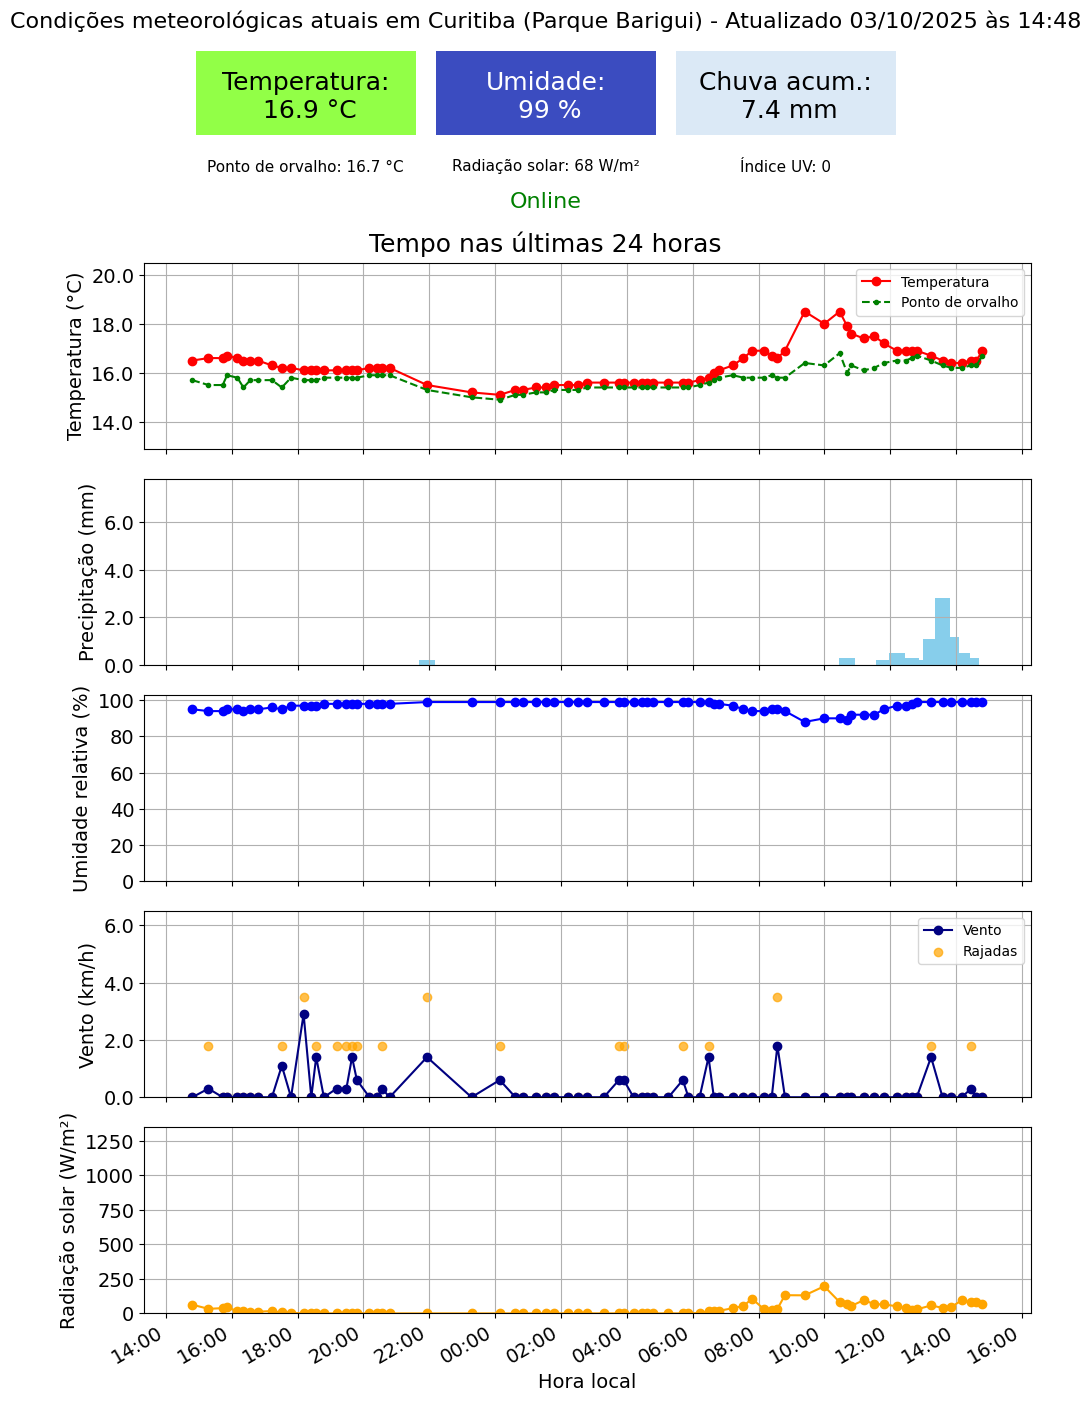 Condições meteorológicas atuais em Curitiba (Parque Barigui) - Atualizado 03/10/2025 às 14:48
Temperatura:
16.9 °C
Umidade:
99 %
Chuva acum.:
7.4 mm
Ponto de orvalho: 16.7 °C
Radiação solar: 68 W/m²
Índice UV: 0
Online
Tempo nas últimas 24 horas
Temperatura (°C)
20.0
18.0
16.0
14.0
Temperatura
Ponto de orvalho
Precipitação (mm)
6.0
4.0
2.0
0.0
Umidade relativa (%)
100
80
60
40
20
0
Vento (km/h)
6.0
4.0
2.0
0.0
Vento
Rajadas
Radiação solar (W/m²)
1250
1000
750
500
250
0
14:00
16:00
18:00
20:00
22:00
00:00
02:00
04:00
06:00
08:00
10:00
12:00
14:00
16:00
Hora local